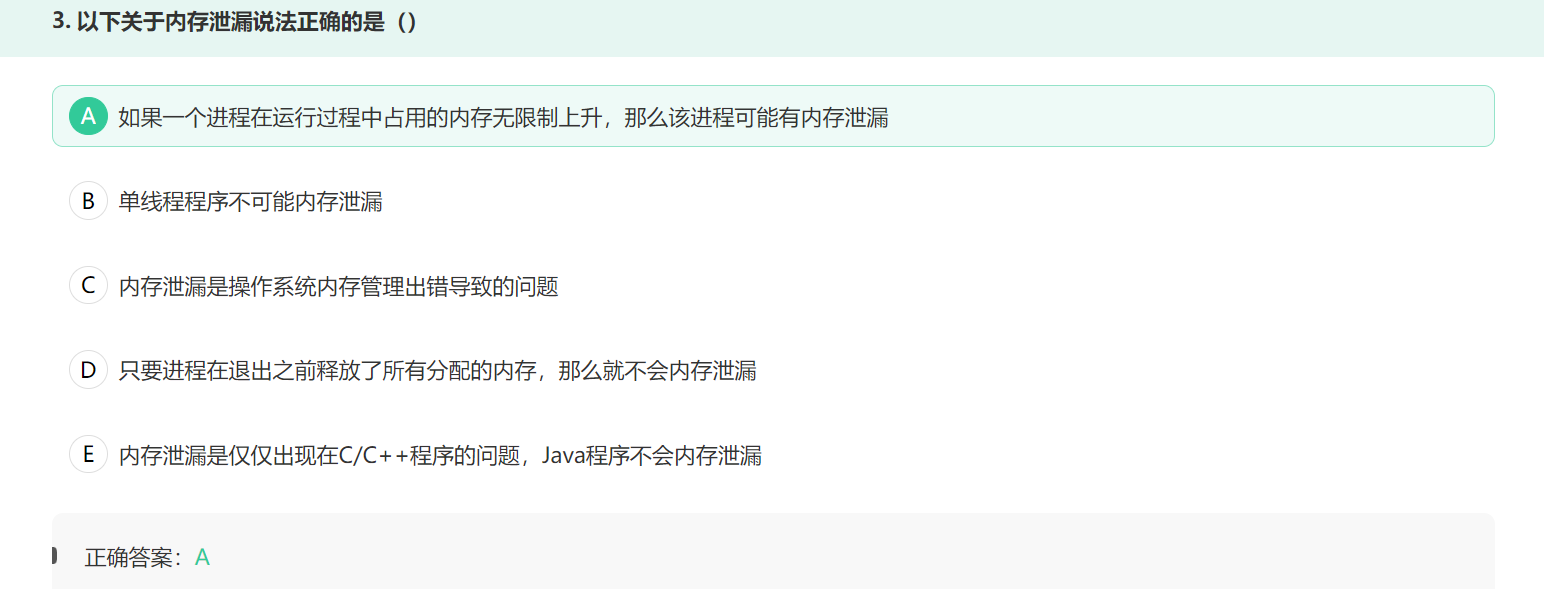 3. 以下关于内存泄漏说法正确的是（）
A 如果一个进程在运行过程中占用的内存无限制上升，那么该进程可能有内存泄漏
B 单线程程序不可能内存泄漏
C 内存泄漏是操作系统内存管理出错导致的问题
D 只要进程在退出之前释放了所有分配的内存，那么就不会内存泄漏
E 内存泄漏是仅仅出现在C/C++程序的问题，Java程序不会内存泄漏
正确答案：A